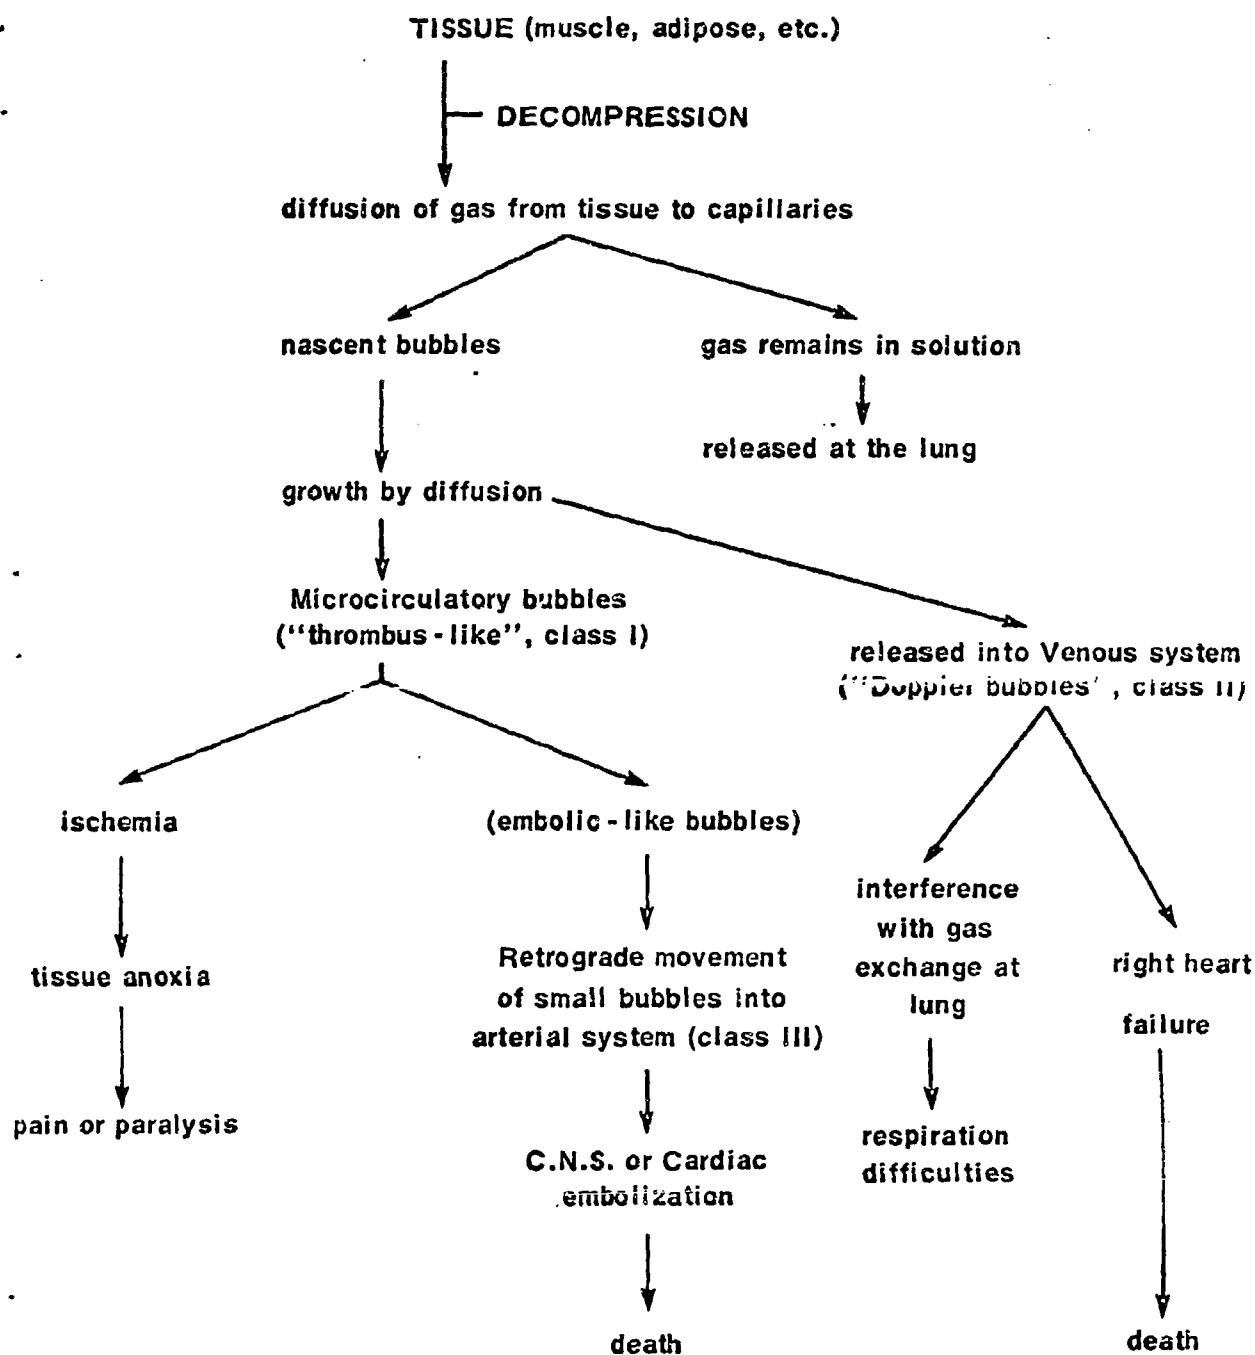 TISSUE (muscle, adipose, etc.)
DECOMPRESSION
diffusion of gas from tissue to capillaries
nascent bubbles
gas remains in solution
released at the lung
growth by diffusion
Microcirculatory bubbles
("thrombus-like", class I)
released into Venous system
("Doppler bubbles", class II)
ischemia
(embolic-like bubbles)
interference
with gas
exchange at
lung
right heart
failure
tissue anoxia
Retrograde movement
of small bubbles into
arterial system (class III)
pain or paralysis
respiration
difficulties
C.N.S. or Cardiac
embolization
death
death